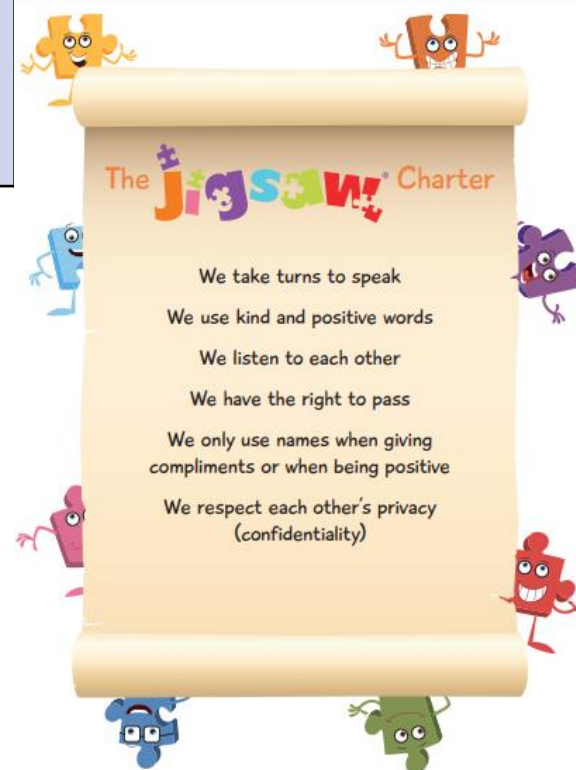 The jigsaw® Charter
We take turns to speak
We use kind and positive words
We listen to each other
We have the right to pass
We only use names when giving
compliments or when being positive
We respect each other's privacy
(confidentiality)